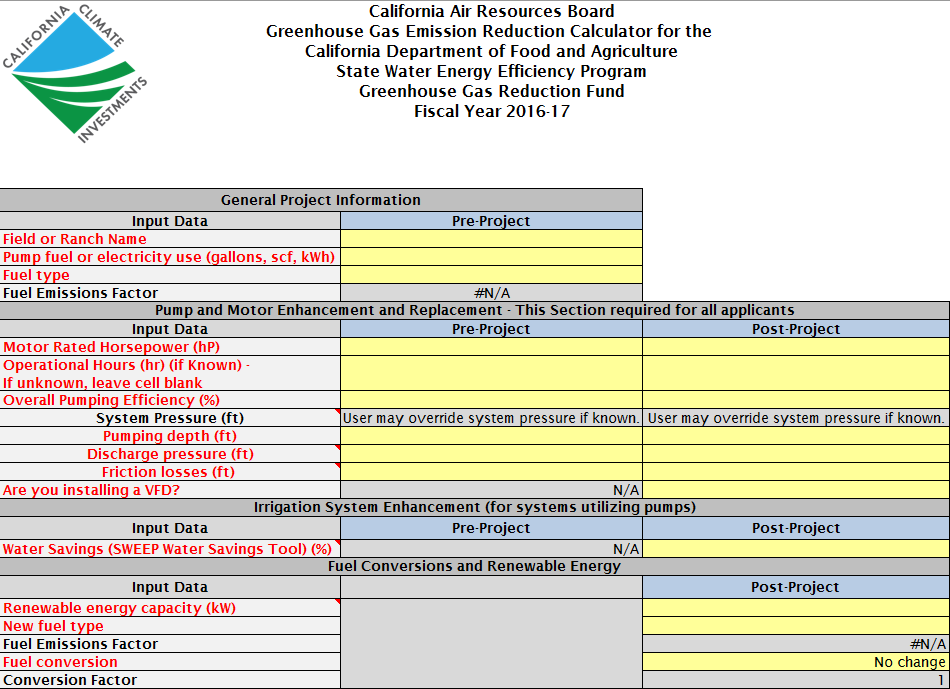 CALIFORNIA CLIMATE INVESTMENTS
California Air Resources Board
Greenhouse Gas Emission Reduction Calculator for the
California Department of Food and Agriculture
State Water Energy Efficiency Program
Greenhouse Gas Reduction Fund
Fiscal Year 2016-17
General Project Information
Input Data Pre-Project
Field or Ranch Name
Pump fuel or electricity use (gallons, scf, kWh)
Fuel type
Fuel Emissions Factor #N/A
Pump and Motor Enhancement and Replacement - This Section required for all applicants
Input Data Pre-Project Post-Project
Motor Rated Horsepower (hP)
Operational Hours (hr) (if Known) -
If unknown, leave cell blank
Overall Pumping Efficiency (%)
System Pressure (ft) User may override system pressure if known. User may override system pressure if known.
Pumping depth (ft)
Discharge pressure (ft)
Friction losses (ft)
Are you installing a VFD? N/A
Irrigation System Enhancement (for systems utilizing pumps)
Input Data Pre-Project Post-Project
Water Savings (SWEEP Water Savings Tool) (%) N/A
Fuel Conversions and Renewable Energy
Input Data Post-Project
Renewable energy capacity (kW)
New fuel type
Fuel Emissions Factor #N/A
Fuel conversion No change
Conversion Factor 1